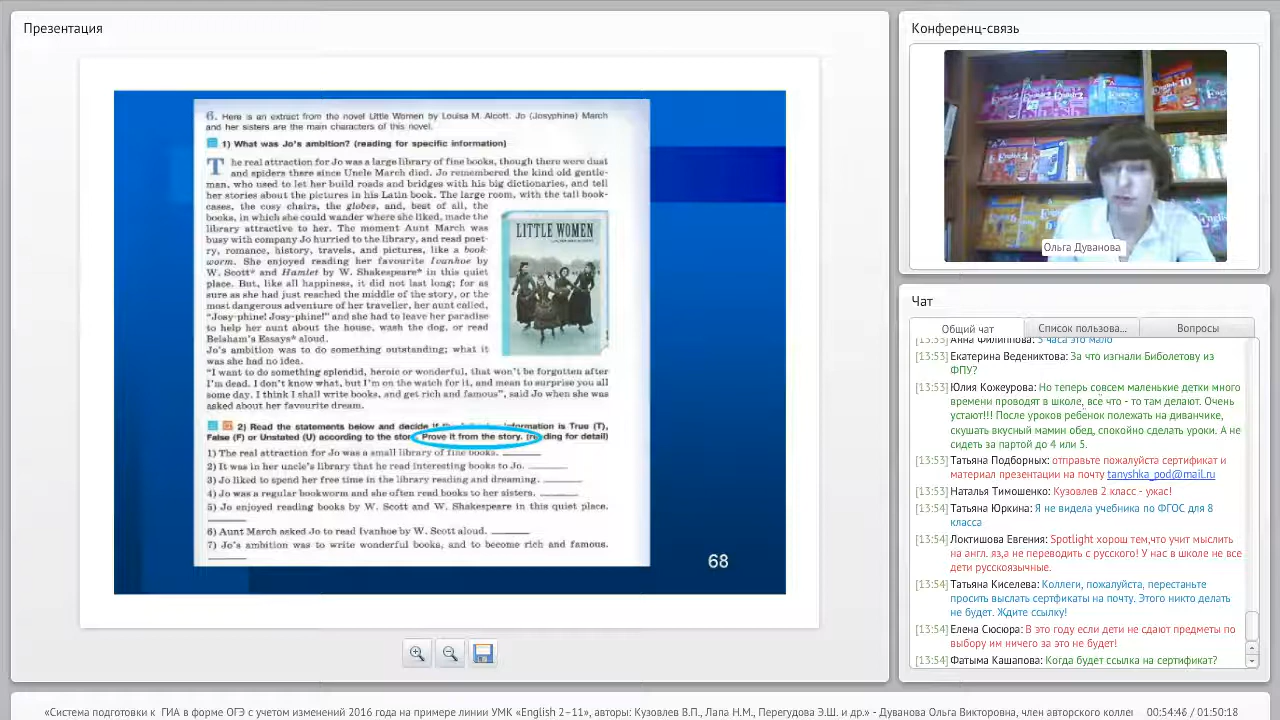 Презентация
6. Here is an extract from the novel Little Women by Louisa M. Alcott. Jo (Josyphine) March
and her sisters are the main characters of this novel.
1) What was Jo's ambition? (reading for specific information)
The real attraction for Jo was a large library of fine books, though there were dust
and spiders there since Uncle March died. Jo remembered the kind old gentle-
man, who used to let her build roads and bridges with his big dictionaries, and tell
her stories about the pictures in his Latin book. The large room, with the tall book-
cases, the cosy chairs, the globes, and, best of all, the
books, in which she could wander where she liked, made the
library attractive to her. The moment Aunt March was
busy with company Jo hurried to the library, and read poet-
ry, romance, history, travels, and pictures, like a book-
worm. She enjoyed reading her favourite Ivanhoe by
W. Scott* and Hamlet by W. Shakespeare* in this quiet
place. But, like all happiness, it did not last long; for as
sure as she had just reached the middle of the story, or the
most dangerous adventure of her traveller, her aunt called,
"Josy-phine! Josy-phine!" and she had to leave her paradise
to help her aunt about the house, wash the dog, or read
Belsham's Essays* aloud.
Jo's ambition was to do something outstanding; what it
was she had no idea.
"I want to do something splendid, heroic or wonderful, that won't be forgotten after
I'm dead. I don't know what, but I'm on the watch for it, and mean to surprise you all
some day. I think I shall write books, and get rich and famous", said Jo when she was
asked about her favourite dream.
LITTLE WOMEN
2) Read the statements below and decide if the information is True (T),
False (F) or Unstated (U) according to the story. Prove it from the story. (reading for detail)
1) The real attraction for Jo was a small library of fine books. ______
2) It was in her uncle's library that he read interesting books to Jo. ______
3) Jo liked to spend her free time in the library reading and dreaming. ______
4) Jo was a regular bookworm and she often read books to her sisters. ______
5) Jo enjoyed reading books by W. Scott and W. Shakespeare in this quiet place.
______
6) Aunt March asked Jo to read Ivanhoe by W. Scott aloud. ______
7) Jo's ambition was to write wonderful books, and to become rich and famous.
______
68
Конференц-связь
English 10
Ольга Дуванова
Чат
Общий чат
Список пользова...
Вопросы
[13:53] Анна Филиппова: 3 часа это мало
[13:53] Екатерина Ведениктова: За что изгнали Биболетову из
ФПУ?
[13:53] Юлия Кожеурова: Но теперь совсем маленькие детки много
времени проводят в школе, всё что - то там делают. Очень
устают!!! После уроков ребёнок полежать на диванчике,
скушать вкусный мамин обед, спокойно сделать уроки. А не
сидеть за партой до 4 или 5.
[13:53] Татьяна Подборных: отправьте пожалуйста сертификат и
материал презентации на почту tanyshka_pod@mail.ru
[13:53] Наталья Тимошенко: Кузовлев 2 класс - ужас!
[13:54] Татьяна Юркина: Я не видела учебника по ФГОС для 8
класса
[13:54] Локтишова Евгения: Spotlight хорош тем,что учит мыслить
на англ. яз,а не переводить с русского! У нас в школе не все
дети русскоязычные.
[13:54] Татьяна Киселева: Коллеги, пожалуйста, перестаньте
просить выслать сертфикаты на почту. Этого никто делать
не будет. Ждите ссылку!
[13:54] Елена Сюсюра: В это году если дети не сдают предметы по
выбору им ничего за это не будет!
[13:54] Фатыма Кашапова: Когда будет ссылка на сертификат?
«Система подготовки к ГИА в форме ОГЭ с учетом изменений 2016 года на примере линии УМК «English 2–11», авторы: Кузовлев В.П., Лапа Н.М., Перегудова Э.Ш. и др.» - Дуванова Ольга Викторовна, член авторского коллег
00:54:46 / 01:50:18